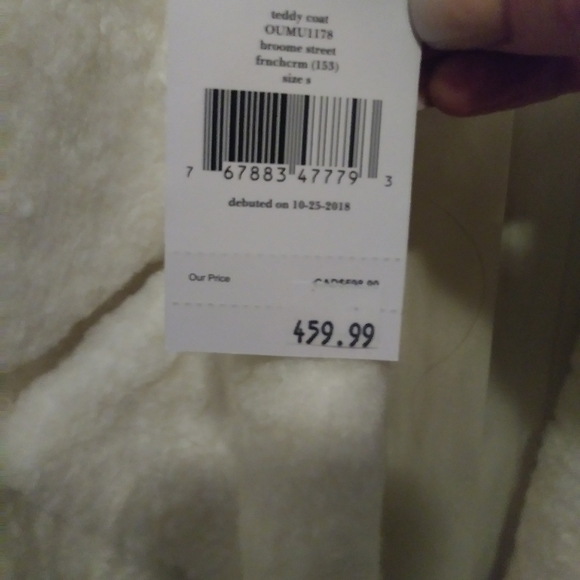 teddy coat
OUMU1178
broome street
frnchcrm (153)
size s
7 67883 47779 3
debuted on 10-25-2018
Our Price
459.99